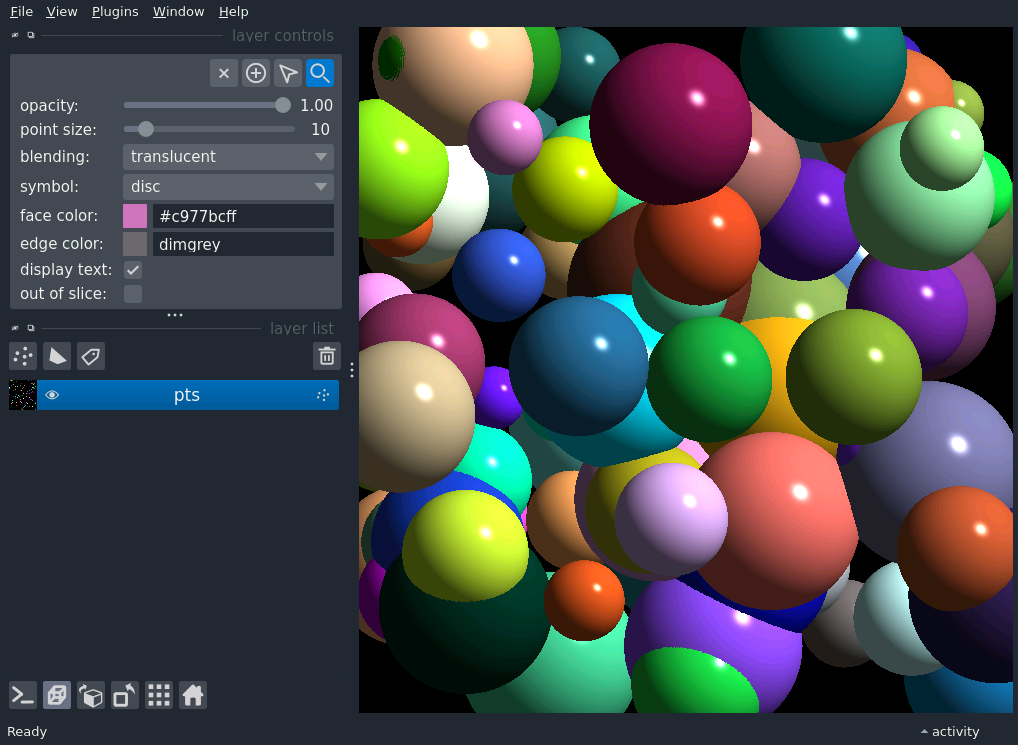 File View Plugins Window Help
layer controls
opacity: 1.00
point size: 10
blending: translucent
symbol: disc
face color: #c977bcff
edge color: dimgrey
display text:
out of slice:
layer list
pts
Ready activity